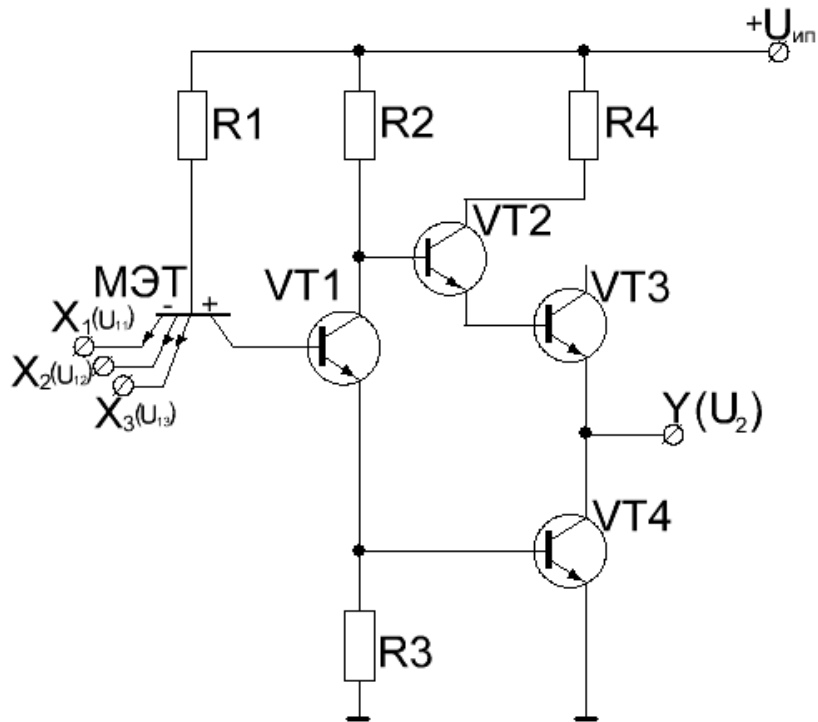 +Uип
R1
R2
R4
VT2
МЭТ
VT1
VT3
- +
X1(U11)
X2(U12)
X3(U13)
Y(U2)
VT4
R3